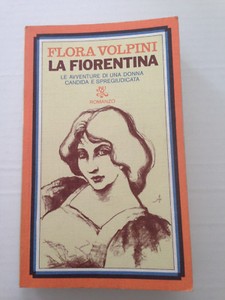 FLORA VOLPINI
LA FIORENTINA
LE AVVENTURE DI UNA DONNA
CANDIDA E SPREGIUDICATA
ROMANZO